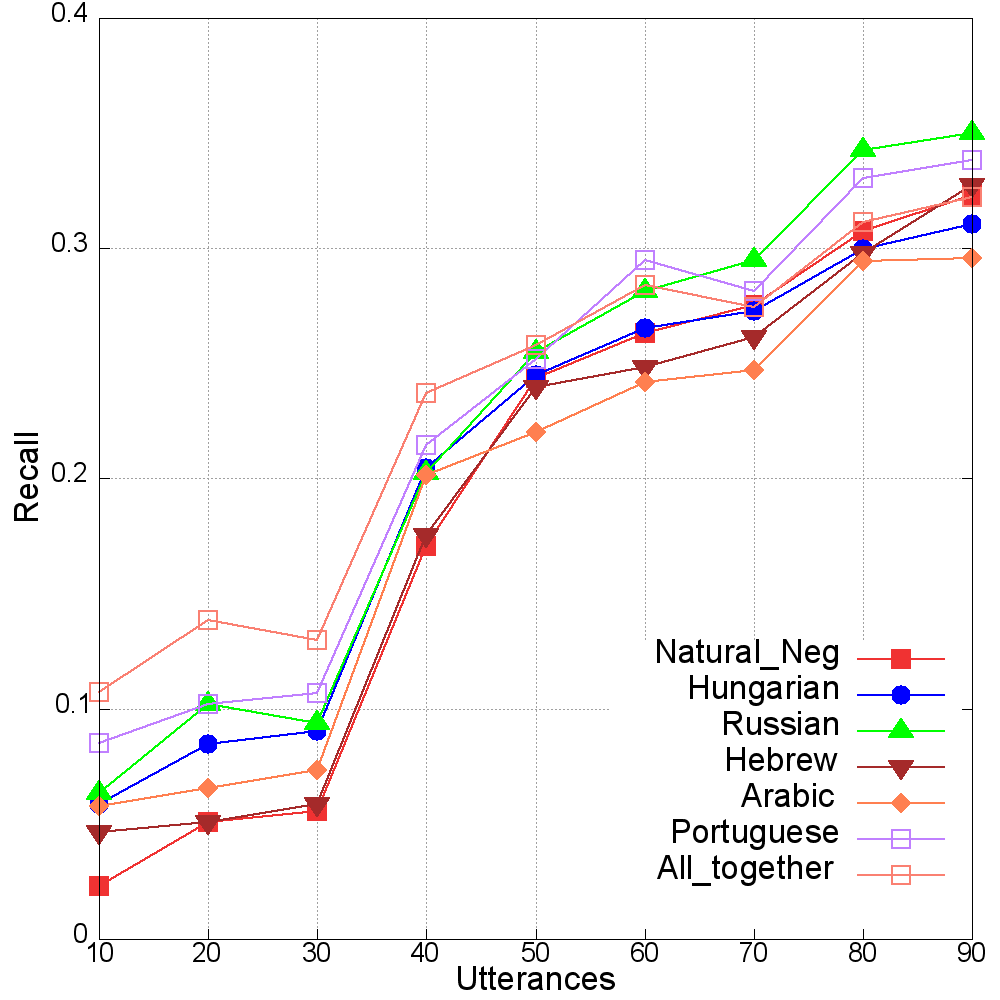 0.4
0.3
0.2
0.1
0
Recall
Natural_Neg
Hungarian
Russian
Hebrew
Arabic
Portuguese
All_together
10 20 30 40 50 60 70 80 90
Utterances